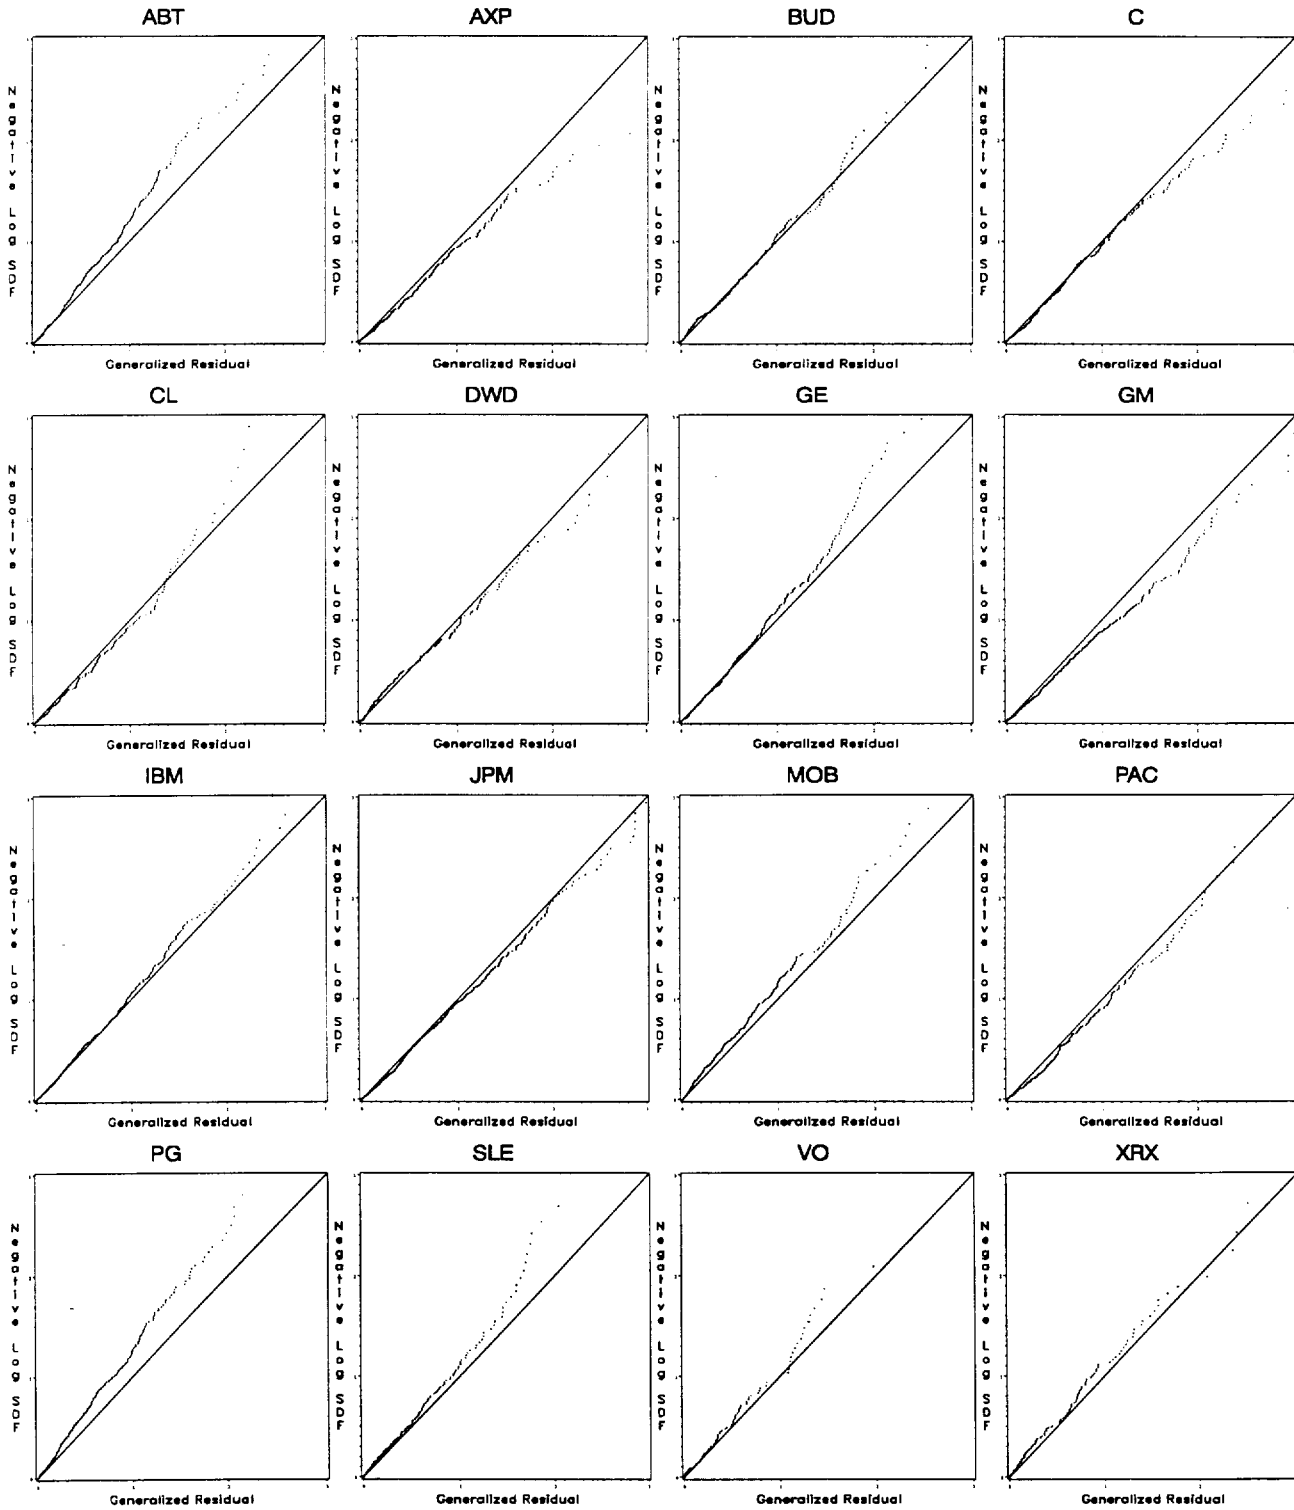 ABT AXP BUD C
Negative Log SDF Negative Log SDF Negative Log SDF Negative Log SDF
Generalized Residual Generalized Residual Generalized Residual Generalized Residual
CL DWD GE GM
Negative Log SDF Negative Log SDF Negative Log SDF Negative Log SDF
Generalized Residual Generalized Residual Generalized Residual Generalized Residual
IBM JPM MOB PAC
Negative Log SDF Negative Log SDF Negative Log SDF Negative Log SDF
Generalized Residual Generalized Residual Generalized Residual Generalized Residual
PG SLE VO XRX
Negative Log SDF Negative Log SDF Negative Log SDF Negative Log SDF
Generalized Residual Generalized Residual Generalized Residual Generalized Residual